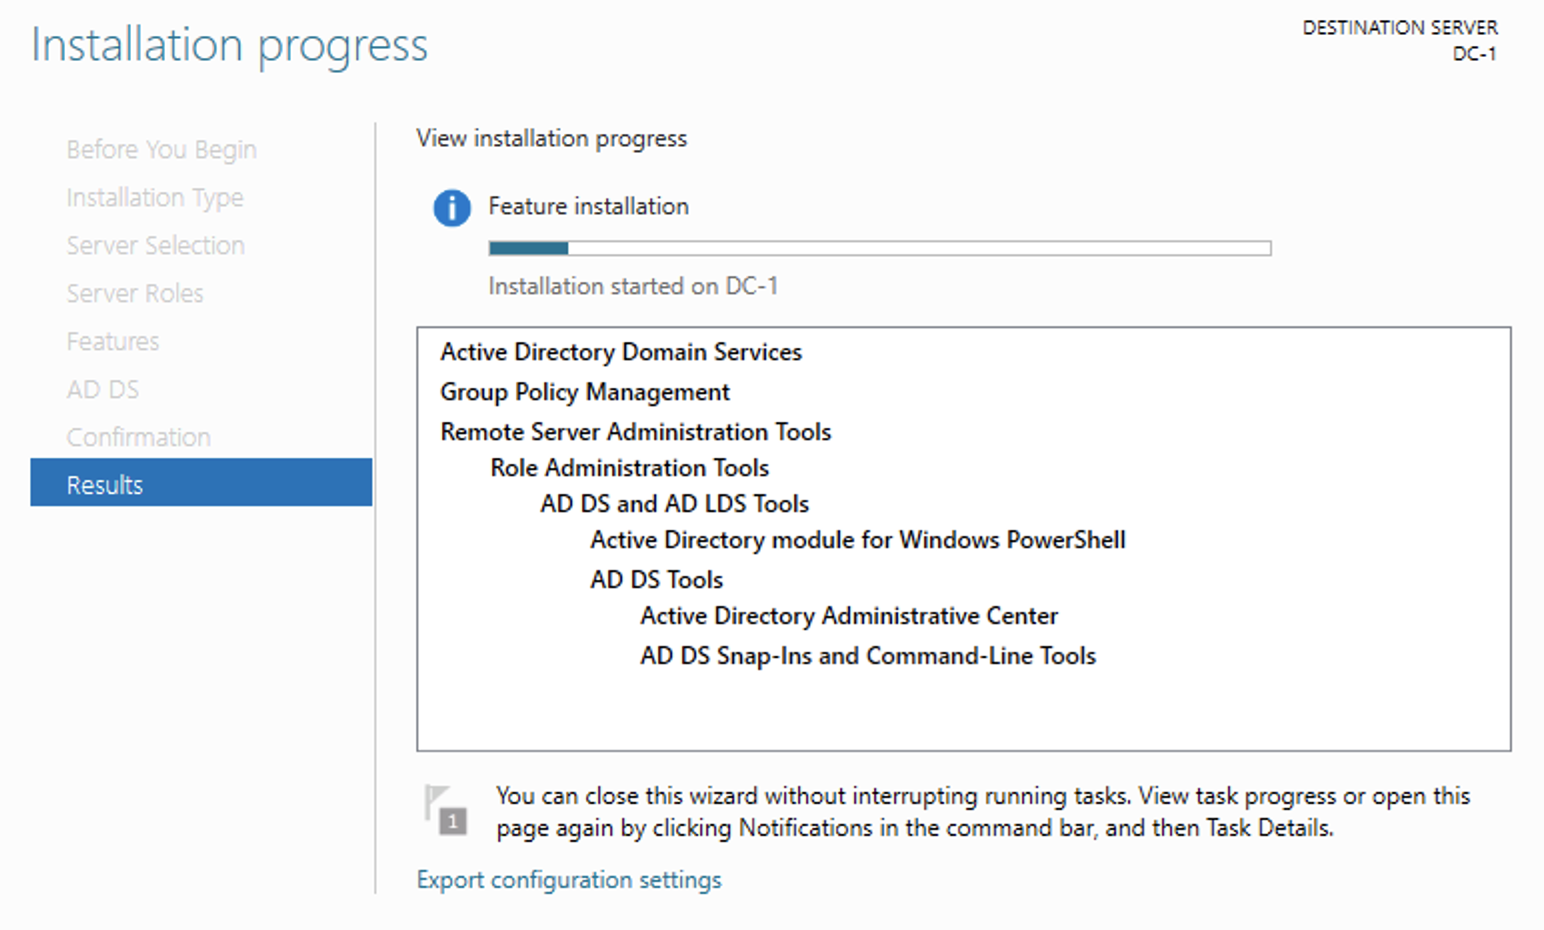 Installation progress
DESTINATION SERVER
DC-1
Before You Begin
Installation Type
Server Selection
Server Roles
Features
AD DS
Confirmation
Results
View installation progress
Feature installation
Installation started on DC-1
Active Directory Domain Services
Group Policy Management
Remote Server Administration Tools
Role Administration Tools
AD DS and AD LDS Tools
Active Directory module for Windows PowerShell
AD DS Tools
Active Directory Administrative Center
AD DS Snap-Ins and Command-Line Tools
1
You can close this wizard without interrupting running tasks. View task progress or open this
page again by clicking Notifications in the command bar, and then Task Details.
Export configuration settings